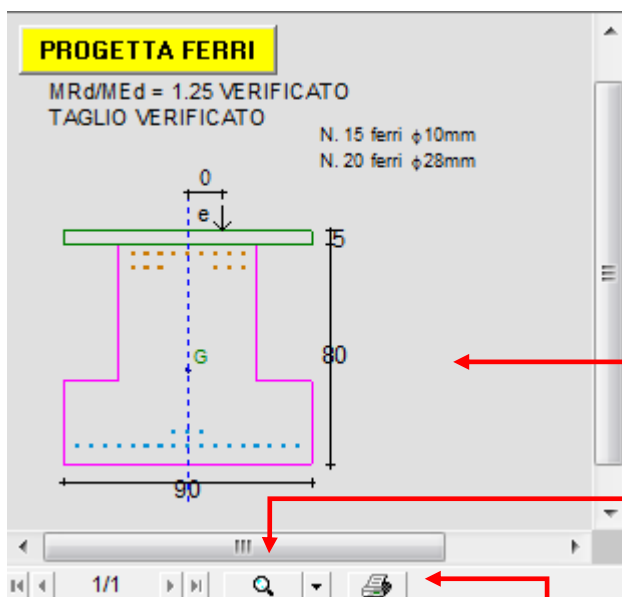 PROGETTA FERRI
MRd/MEd = 1.25 VERIFICATO
TAGLIO VERIFICATO
N. 15 ferri ϕ10mm
N. 20 ferri ϕ28mm
0
e
5
G
80
90
1/1